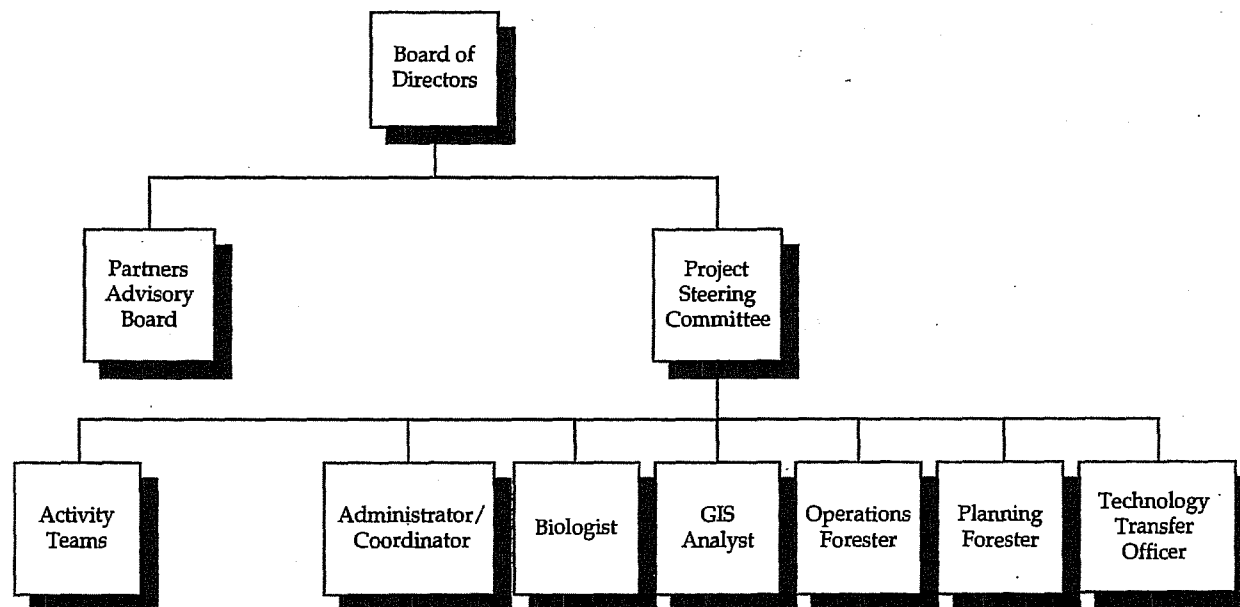 Board of
Directors
Partners
Advisory
Board
Project
Steering
Committee
Activity
Teams
Administrator/
Coordinator
Biologist
GIS
Analyst
Operations
Forester
Planning
Forester
Technology
Transfer
Officer